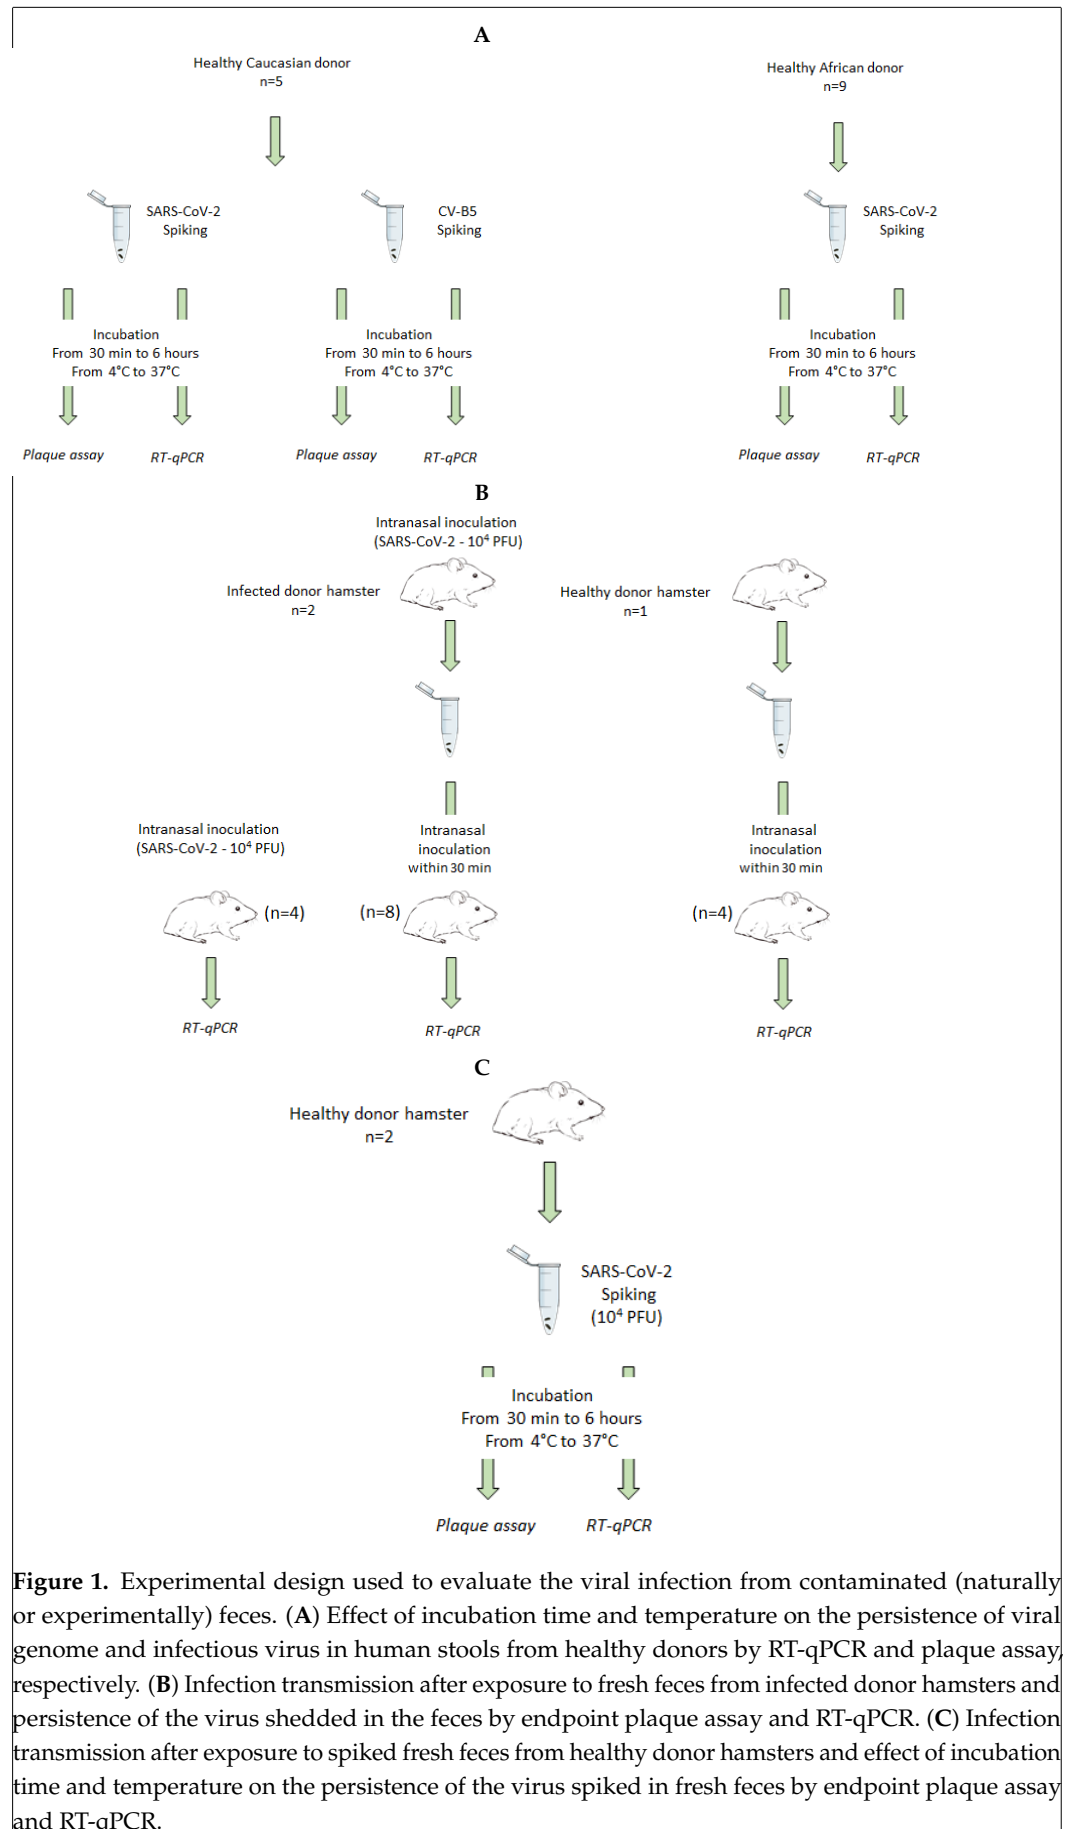 A
Healthy Caucasian donor
n=5
Healthy African donor
n=9
SARS-CoV-2
Spiking
CV-B5
Spiking
SARS-CoV-2
Spiking
Incubation
From 30 min to 6 hours
From 4°C to 37°C
Incubation
From 30 min to 6 hours
From 4°C to 37°C
Incubation
From 30 min to 6 hours
From 4°C to 37°C
Plaque assay
RT-qPCR
Plaque assay
RT-qPCR
Plaque assay
RT-qPCR
B
Intranasal inoculation
(SARS-CoV-2 - 10⁴ PFU)
Infected donor hamster
n=2
Healthy donor hamster
n=1
Intranasal inoculation
(SARS-CoV-2 - 10⁴ PFU)
Intranasal
inoculation
within 30 min
Intranasal
inoculation
within 30 min
(n=4)
(n=8)
(n=4)
RT-qPCR
RT-qPCR
RT-qPCR
C
Healthy donor hamster
n=2
SARS-CoV-2
Spiking
(10⁴ PFU)
Incubation
From 30 min to 6 hours
From 4°C to 37°C
Plaque assay
RT-qPCR
Figure 1. Experimental design used to evaluate the viral infection from contaminated (naturally
or experimentally) feces. (A) Effect of incubation time and temperature on the persistence of viral
genome and infectious virus in human stools from healthy donors by RT-qPCR and plaque assay,
respectively. (B) Infection transmission after exposure to fresh feces from infected donor hamsters and
persistence of the virus shedded in the feces by endpoint plaque assay and RT-qPCR. (C) Infection
transmission after exposure to spiked fresh feces from healthy donor hamsters and effect of incubation
time and temperature on the persistence of the virus spiked in fresh feces by endpoint plaque assay
and RT-qPCR.